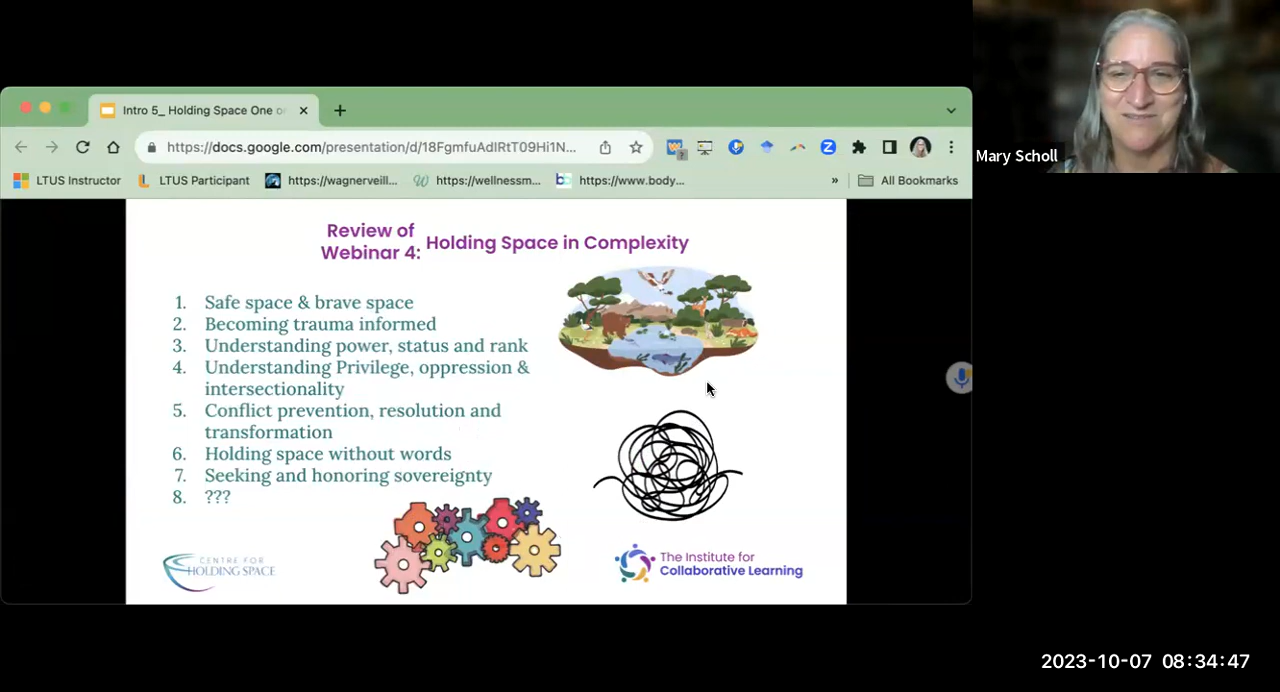 Intro 5_ Holding Space One o
https://docs.google.com/presentation/d/18FgmfuAdIRtT09Hi1N...
LTUS Instructor
LTUS Participant
https://wagnerveill...
https://wellnessm...
https://www.body...
»
All Bookmarks
Mary Scholl
Review of
Webinar 4:
Holding Space in Complexity
1. Safe space & brave space
2. Becoming trauma informed
3. Understanding power, status and rank
4. Understanding Privilege, oppression &
intersectionality
5. Conflict prevention, resolution and
transformation
6. Holding space without words
7. Seeking and honoring sovereignty
8. ???
CENTRE FOR
HOLDING SPACE
The Institute for
Collaborative Learning
2023-10-07 08:34:47